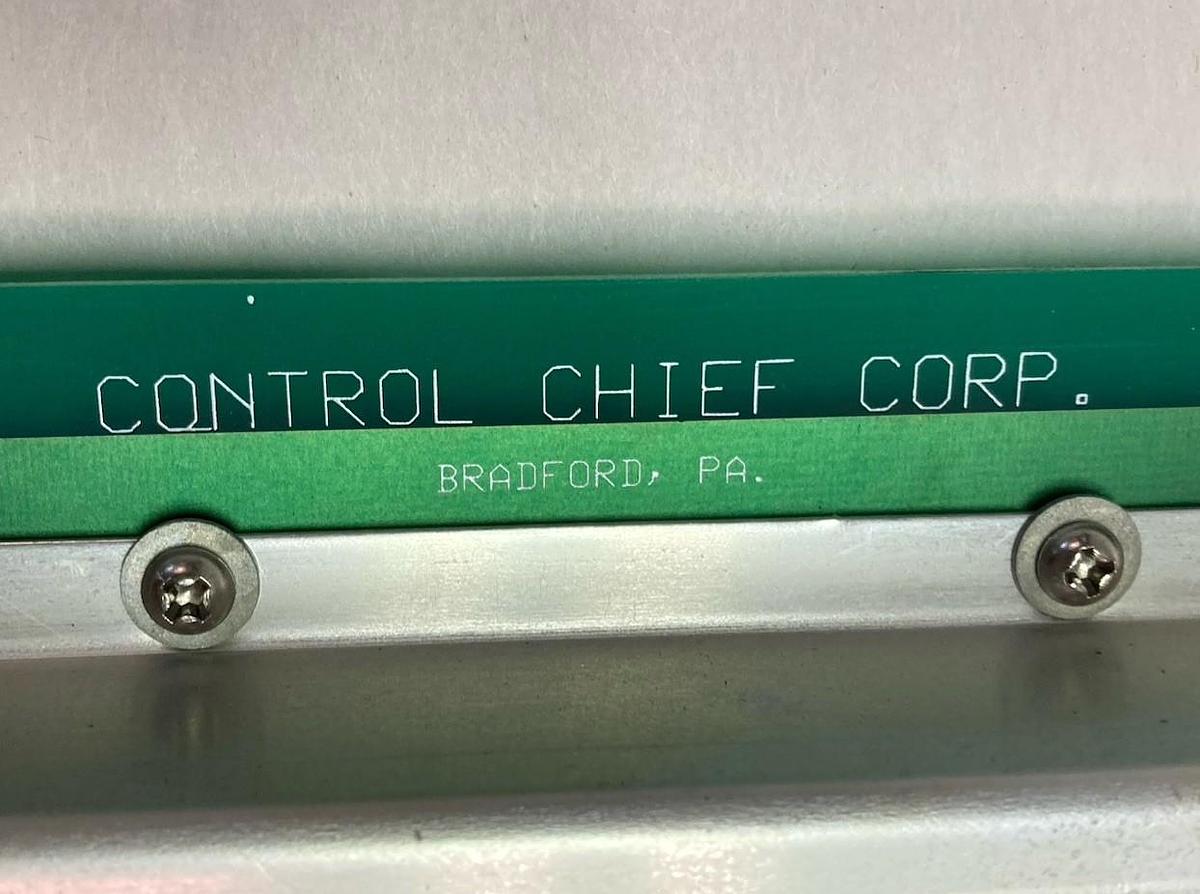 CONTROL CHIEF CORP.
BRADFORD, PA.